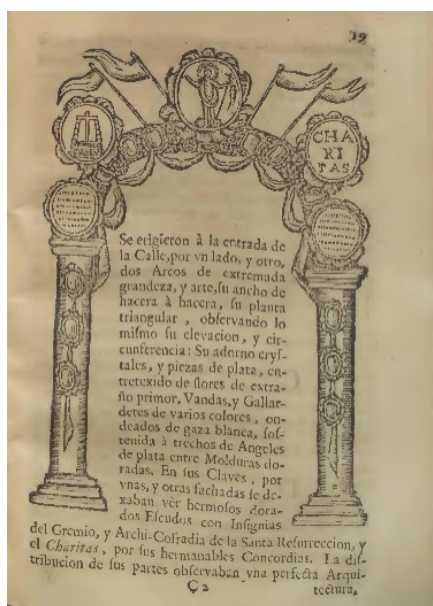 19
CHA
RI
TAS
Se erigieron à la entrada de
la Calle, por vn lado, y otro,
dos Arcos de extremada
grandeza, y arte, ſu ancho de
hacera à hacera, ſu planta
triangular, obſervando lo
miſmo ſu elevacion, y cir-
cunferencia: Su adorno cryſ-
tales, y piezas de plata, en-
tretexido de flores de extra-
ño primor, Vandas, y Gallar-
detes de varios colores, on-
deados de gaza blanca, ſoſ-
tenida à trechos de Angeles
de plata entre Molduras do-
radas. En ſus Claves, por
vnas, y otras fachadas ſe de-
xaban vèr hermoſos dora-
dos Eſcudos con Inſignias
del Gremio, y Archi-Cofradia de la Santa Reſurreccion, y
el Charitas, por ſus hermanables Concordias. La diſ-
tribucion de ſus partes obſervaban vna perfecta Arqui-
C 2 tectura,